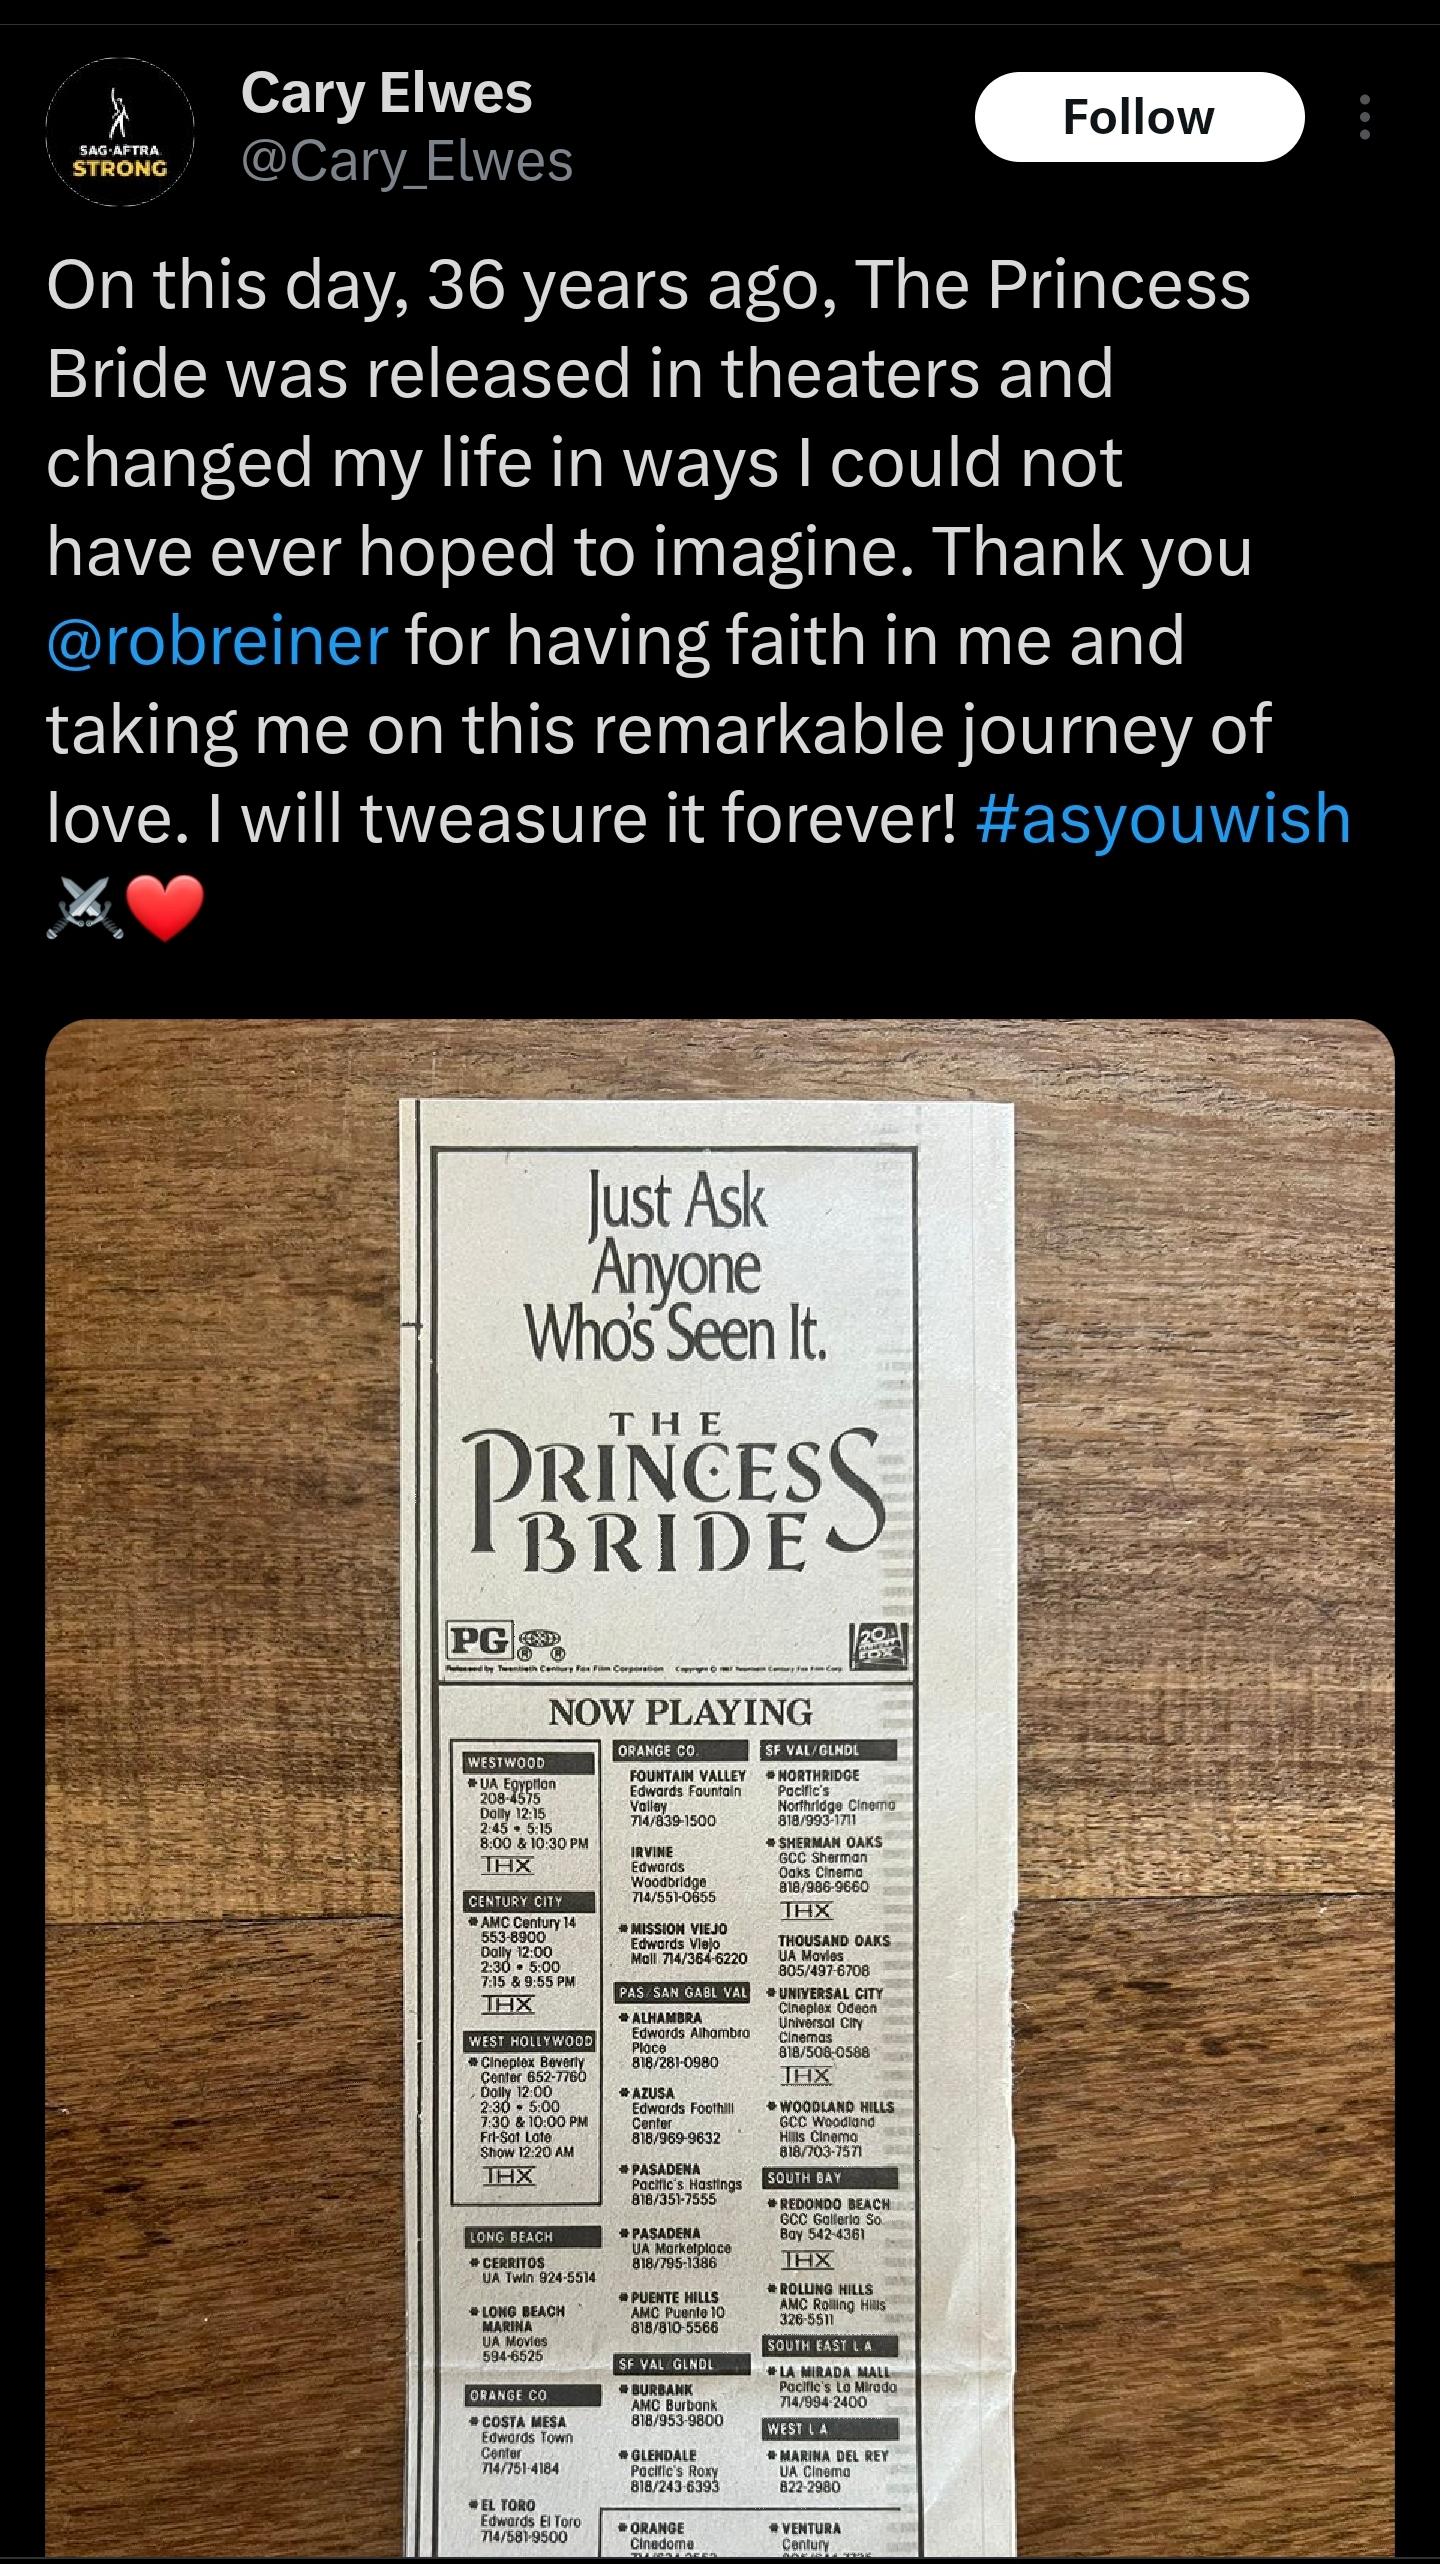 SAG·AFTRA
STRONG
Cary Elwes
@Cary_Elwes
Follow
On this day, 36 years ago, The Princess
Bride was released in theaters and
changed my life in ways I could not
have ever hoped to imagine. Thank you
@robreiner for having faith in me and
taking me on this remarkable journey of
love. I will tweasure it forever! #asyouwish
⚔️❤️
Just Ask
Anyone
Who's Seen It.
THE
PRINCESS
BRIDE
PG
20th
FOX
Released by Twentieth Century Fox Film Corporation Copyright © 1987 Twentieth Century Fox Film Corp.
NOW PLAYING
WESTWOOD
*UA Egyptian
208-4575
Daily 12:15
2:45 • 5:15
8:00 & 10:30 PM
THX
CENTURY CITY
*AMC Century 14
553-8900
Daily 12:00
2:30 • 5:00
7:15 & 9:55 PM
THX
WEST HOLLYWOOD
*Cineplex Beverly
Center 652-7760
Daily 12:00
2:30 • 5:00
7:30 & 10:00 PM
Fri-Sat Late
Show 12:20 AM
THX
LONG BEACH
*CERRITOS
UA Twin 924-5514
*LONG BEACH
MARINA
UA Movies
594-6525
ORANGE CO.
*COSTA MESA
Edwards Town
Center
714/751-4184
*EL TORO
Edwards El Toro
714/581-9500
ORANGE CO.
FOUNTAIN VALLEY
Edwards Fountain
Valley
714/839-1500
IRVINE
Edwards
Woodbridge
714/551-0655
*MISSION VIEJO
Edwards Viejo
Mall 714/364-6220
PAS/SAN GABL VAL
*ALHAMBRA
Edwards Alhambra
Place
818/281-0980
*AZUSA
Edwards Foothill
Center
818/969-9632
*PASADENA
Pacific's Hastings
818/351-7555
*PASADENA
UA Marketplace
818/795-1386
*PUENTE HILLS
AMC Puente 10
818/810-5566
SF VAL/GLNDL
*BURBANK
AMC Burbank
818/953-9800
*GLENDALE
Pacific's Roxy
818/243-6393
*ORANGE
Cinedome
SF VAL/GLNDL
*NORTHRIDGE
Pacific's
Northridge Cinema
818/993-1711
*SHERMAN OAKS
GCC Sherman
Oaks Cinema
818/986-9660
THX
THOUSAND OAKS
UA Movies
805/497-6708
*UNIVERSAL CITY
Cineplex Odeon
Universal City
Cinemas
818/508-0588
THX
*WOODLAND HILLS
GCC Woodland
Hills Cinema
818/703-7571
SOUTH BAY
*REDONDO BEACH
GCC Galleria So.
Bay 542-4361
THX
*ROLLING HILLS
AMC Rolling Hills
326-5511
SOUTH EAST L.A.
*LA MIRADA MALL
Pacific's La Mirada
714/994-2400
WEST L.A.
*MARINA DEL REY
UA Cinema
822-2980
*VENTURA
Century